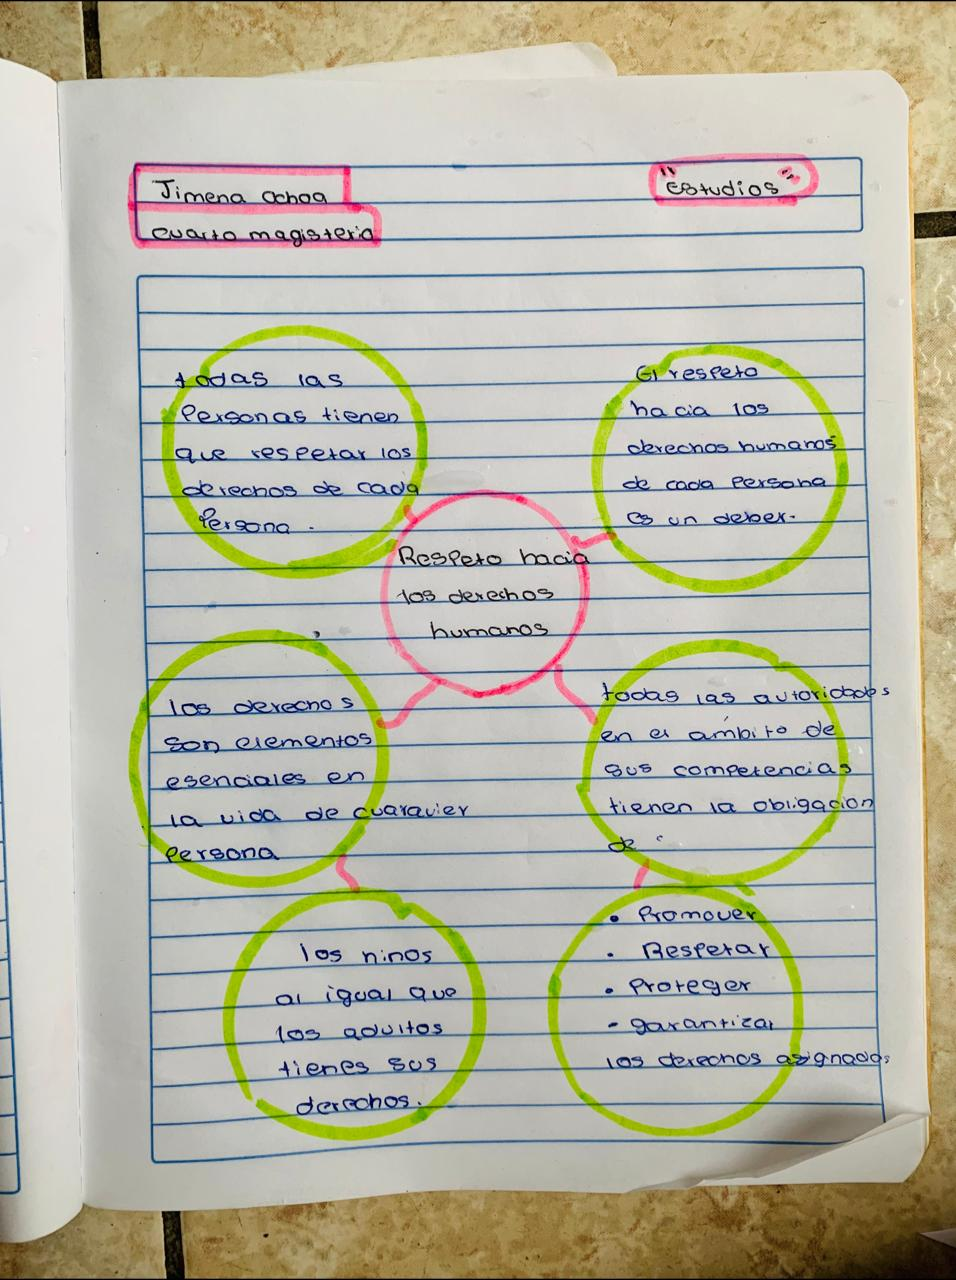 Jimena Ochoa
cuarto magisterio
"estudios"
todas las
Personas tienen
que respetar los
derechos de cada
Persona.
El respeto
hacia los
derechos humanos
de cada Persona
es un deber.
Respeto hacia
los derechos
humanos
los derechos
son elementos
esenciales en
la vida de cualquier
Persona
todas las autoridades
en el ámbito de
sus competencias
tienen la obligacion
de :
los ninos
al igual que
los adultos
tienes sus
derechos.
• Promover
• Respetar
• Proteger
- garantizar
los derechos asignados